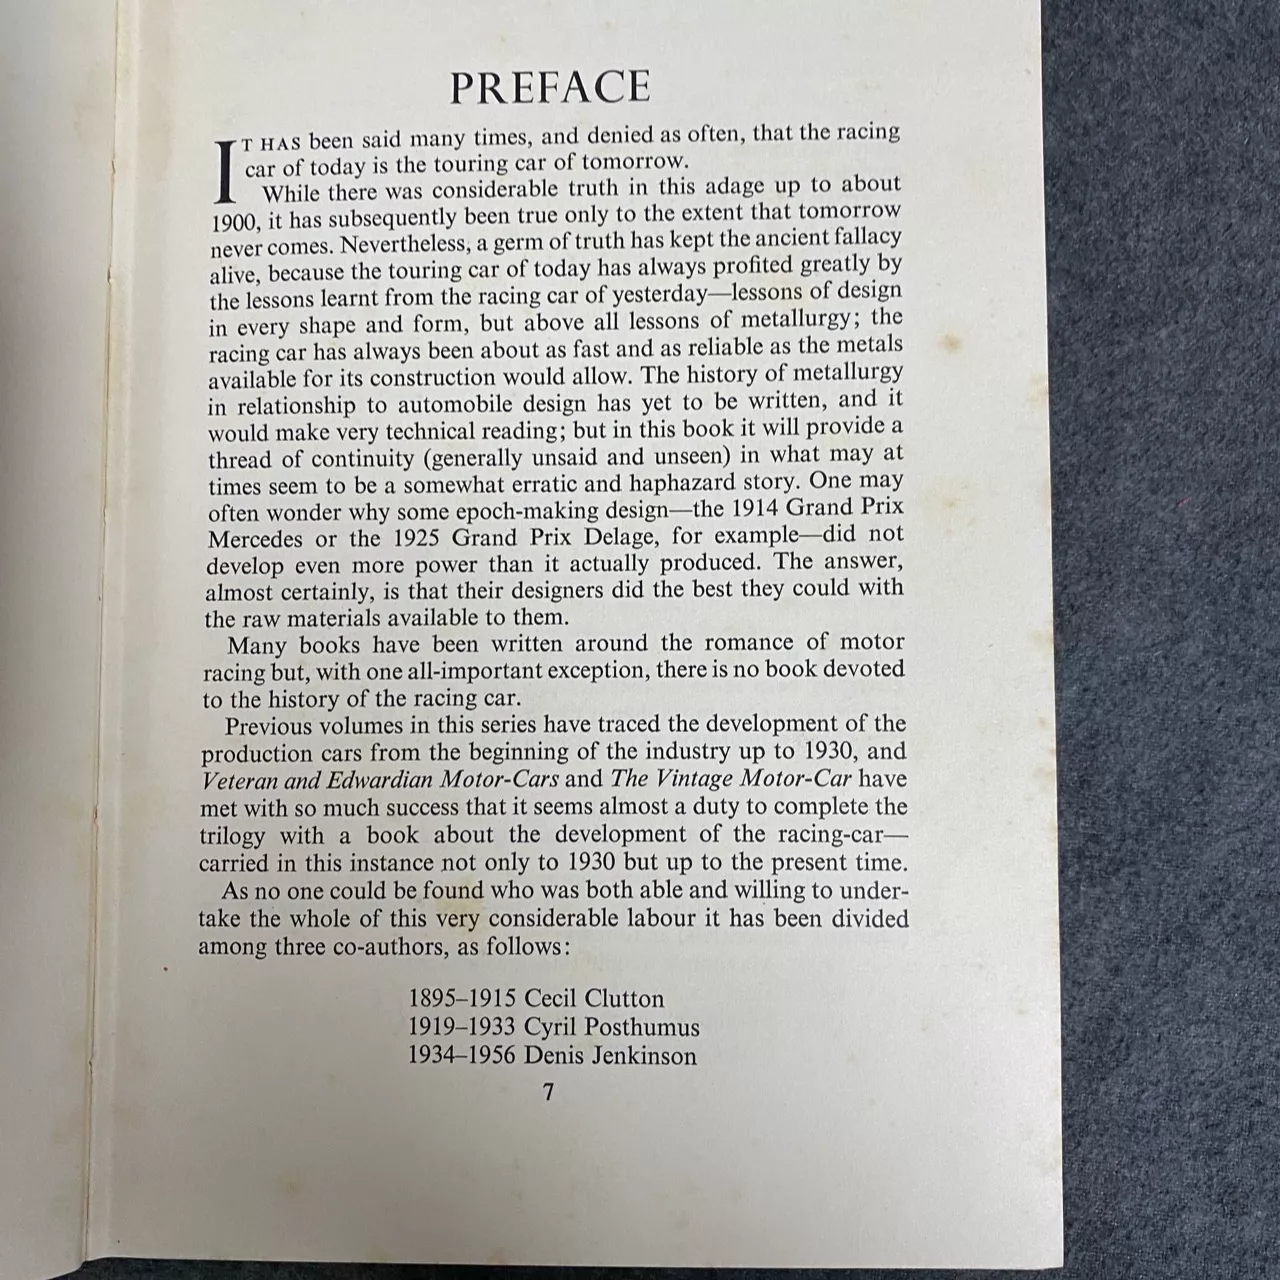 PREFACE
IT HAS been said many times, and denied as often, that the racing
car of today is the touring car of tomorrow.
While there was considerable truth in this adage up to about
1900, it has subsequently been true only to the extent that tomorrow
never comes. Nevertheless, a germ of truth has kept the ancient fallacy
alive, because the touring car of today has always profited greatly by
the lessons learnt from the racing car of yesterday—lessons of design
in every shape and form, but above all lessons of metallurgy; the
racing car has always been about as fast and as reliable as the metals
available for its construction would allow. The history of metallurgy
in relationship to automobile design has yet to be written, and it
would make very technical reading; but in this book it will provide a
thread of continuity (generally unsaid and unseen) in what may at
times seem to be a somewhat erratic and haphazard story. One may
often wonder why some epoch-making design—the 1914 Grand Prix
Mercedes or the 1925 Grand Prix Delage, for example—did not
develop even more power than it actually produced. The answer,
almost certainly, is that their designers did the best they could with
the raw materials available to them.
Many books have been written around the romance of motor
racing but, with one all-important exception, there is no book devoted
to the history of the racing car.
Previous volumes in this series have traced the development of the
production cars from the beginning of the industry up to 1930, and
Veteran and Edwardian Motor-Cars and The Vintage Motor-Car have
met with so much success that it seems almost a duty to complete the
trilogy with a book about the development of the racing-car—
carried in this instance not only to 1930 but up to the present time.
As no one could be found who was both able and willing to under-
take the whole of this very considerable labour it has been divided
among three co-authors, as follows:
1895–1915 Cecil Clutton
1919–1933 Cyril Posthumus
1934–1956 Denis Jenkinson
7